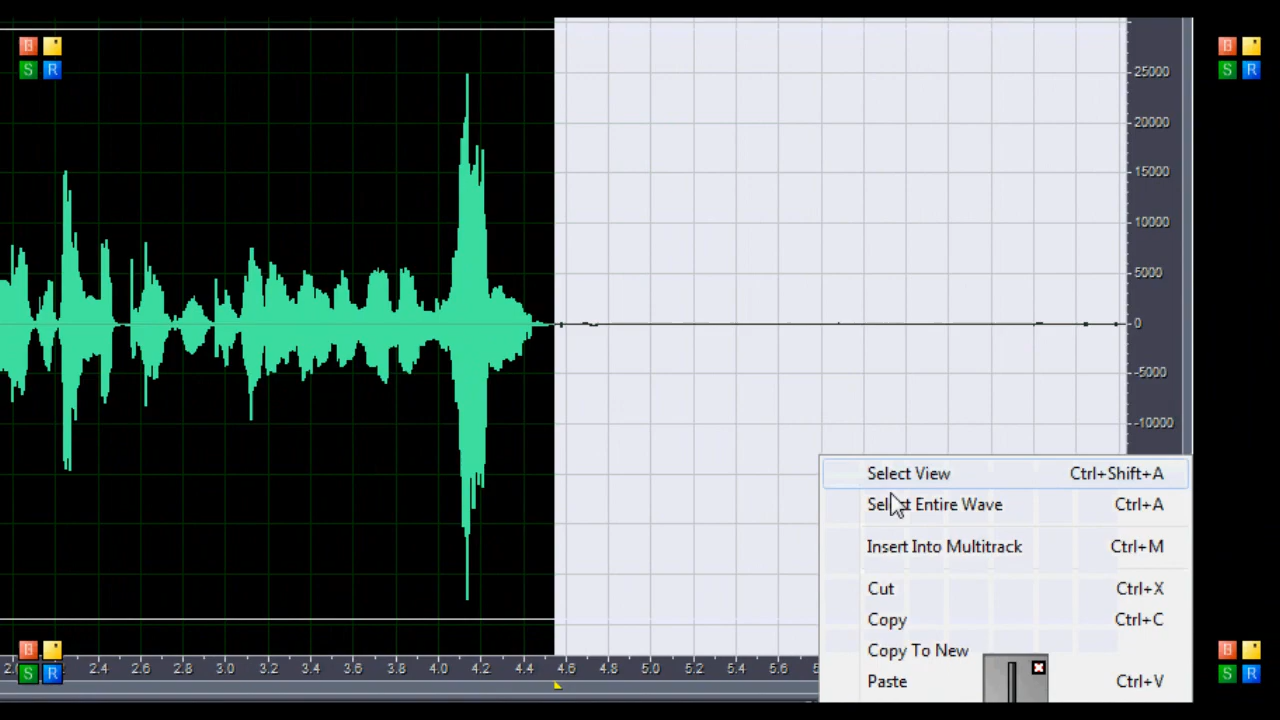 B
S R
B
S R
25000
20000
15000
10000
5000
0
-5000
-10000
Select View Ctrl+Shift+A
Select Entire Wave Ctrl+A
Insert Into Multitrack Ctrl+M
Cut Ctrl+X
Copy Ctrl+C
Copy To New
Paste Ctrl+V
B
S R
2.4 2.6 2.8 3.0 3.2 3.4 3.6 3.8 4.0 4.2 4.4 4.6 4.8 5.0 5.2 5.4 5.6
B
S R